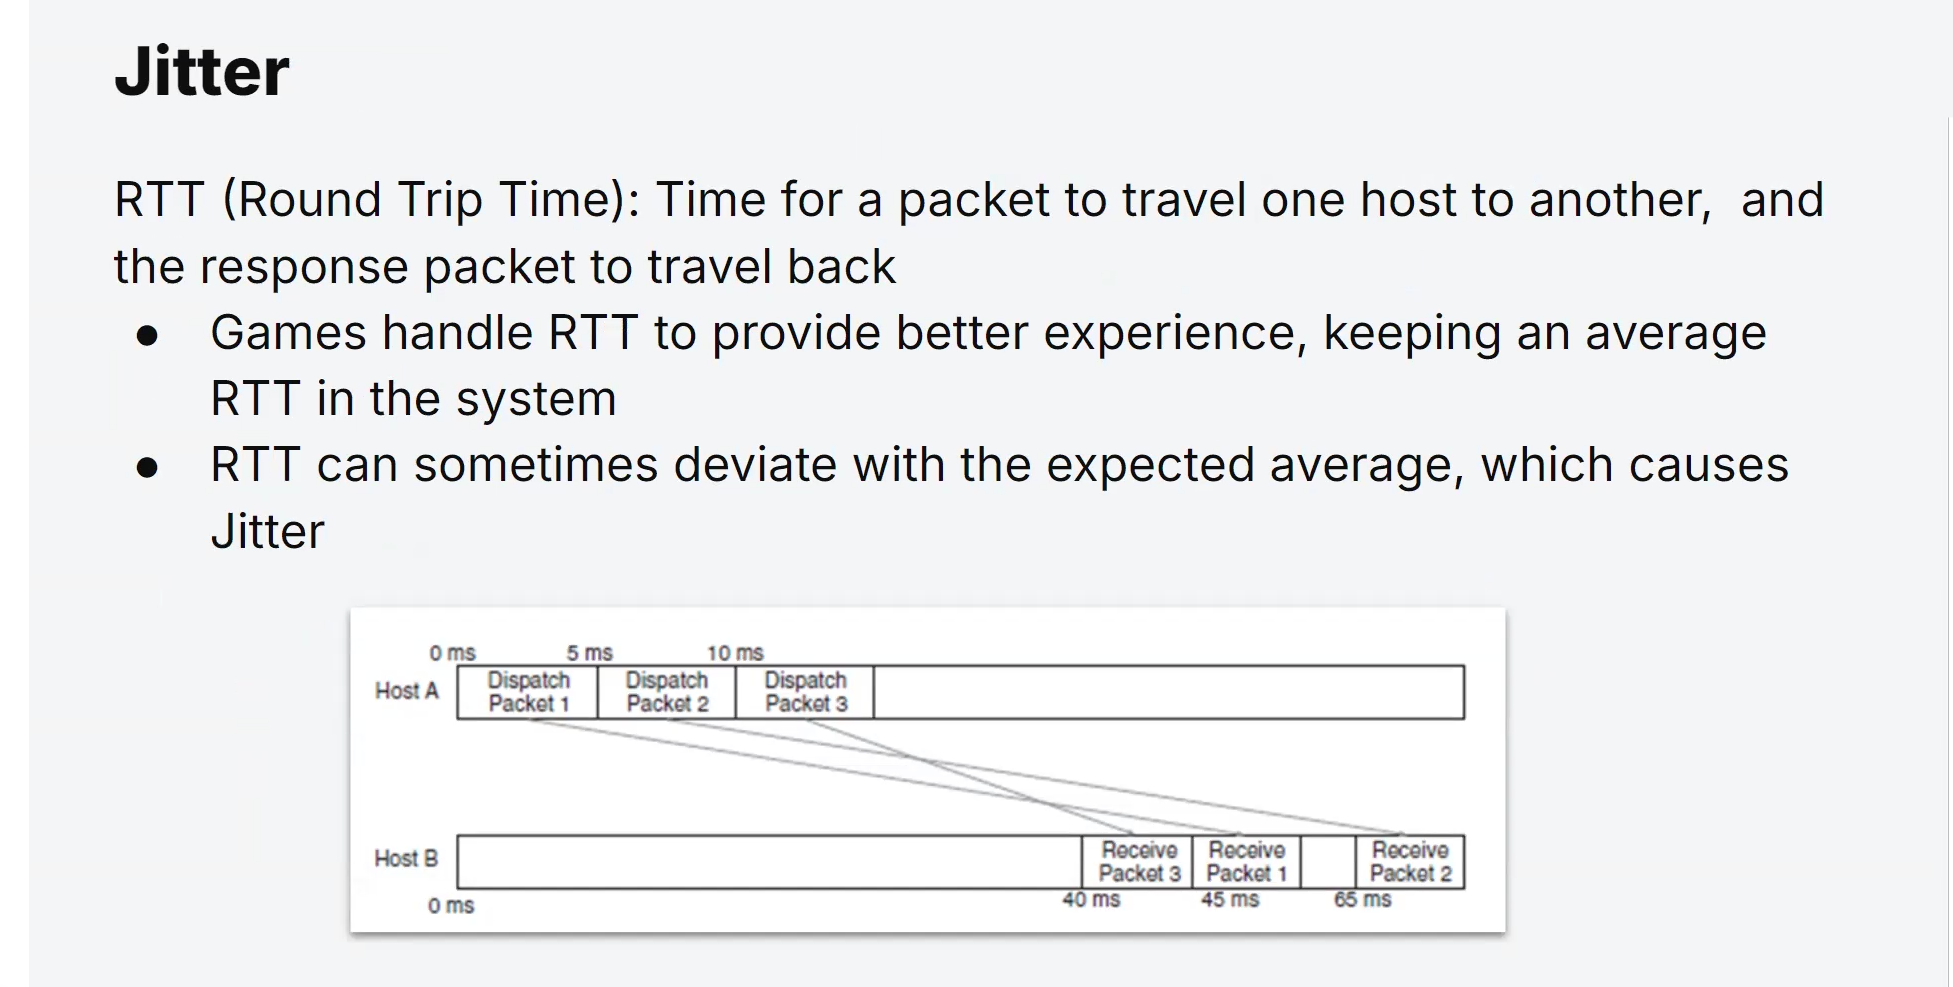 Jitter
RTT (Round Trip Time): Time for a packet to travel one host to another,  and
the response packet to travel back
● Games handle RTT to provide better experience, keeping an average
RTT in the system
● RTT can sometimes deviate with the expected average, which causes
Jitter
0 ms 5 ms 10 ms
Host A
Dispatch Packet 1
Dispatch Packet 2
Dispatch Packet 3
Host B
Receive Packet 3
Receive Packet 1
Receive Packet 2
0 ms 40 ms 45 ms 65 ms